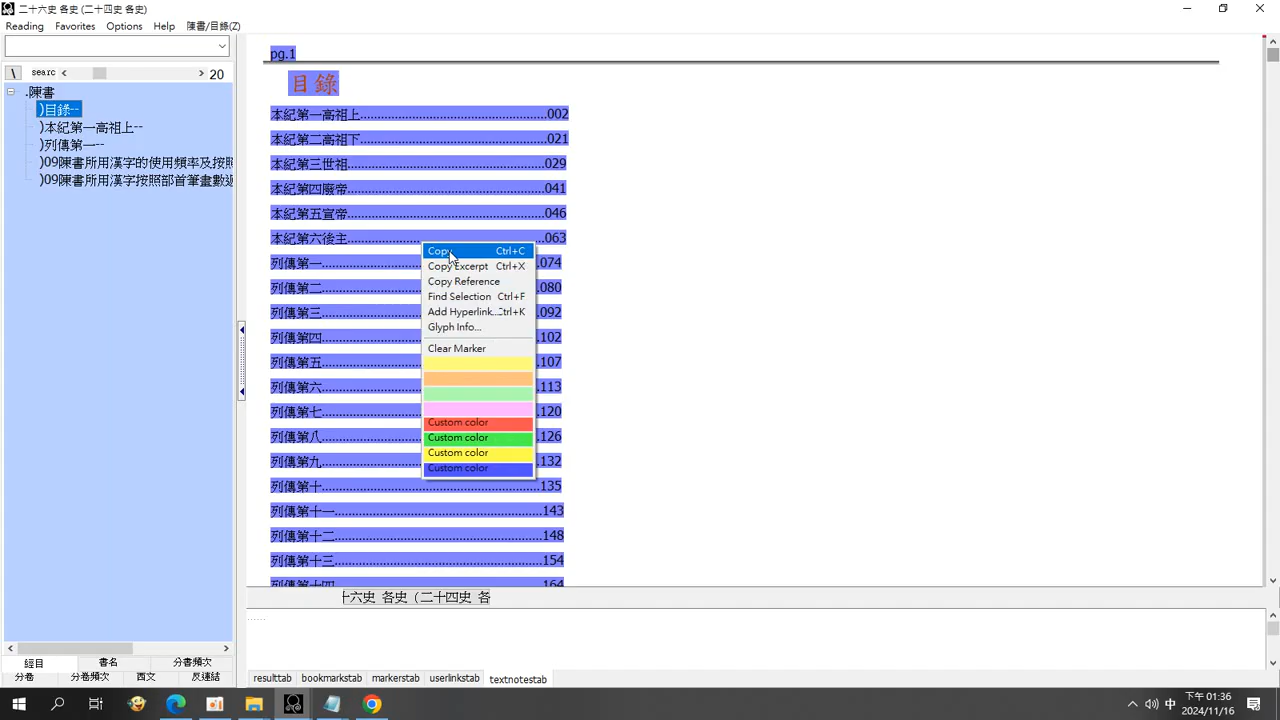 二十六史 各史 (二十四史 各史)
Reading Favorites Options Help 陳書/目錄(Z)
\ searc 20
.陳書
)目錄--
)本紀第一高祖上--
)列傳第一--
)09陳書所用漢字的使用頻率及按照
)09陳書所用漢字按照部首筆畫數返
經目 書名 分書頻次
分卷 分卷頻次 西文 反連結
pg.1
目錄
本紀第一高祖上......................................................002
本紀第二高祖下......................................................021
本紀第三世祖.........................................................029
本紀第四廢帝.........................................................041
本紀第五宣帝.........................................................046
本紀第六後主.........................................................063
列傳第一...............................................................074
列傳第二...............................................................080
列傳第三...............................................................092
列傳第四...............................................................102
列傳第五...............................................................107
列傳第六...............................................................113
列傳第七...............................................................120
列傳第八...............................................................126
列傳第九...............................................................132
列傳第十...............................................................135
列傳第十一............................................................143
列傳第十二............................................................148
列傳第十三............................................................154
列傳第十四............................................................164
Copy Ctrl+C
Copy Excerpt Ctrl+X
Copy Reference
Find Selection Ctrl+F
Add Hyperlink... Ctrl+K
Glyph Info...
Clear Marker
Custom color
Custom color
Custom color
Custom color
十六史 各史（二十四史 各
......
resulttab bookmarkstab markerstab userlinkstab textnotestab
中
下午 01:36
2024/11/16